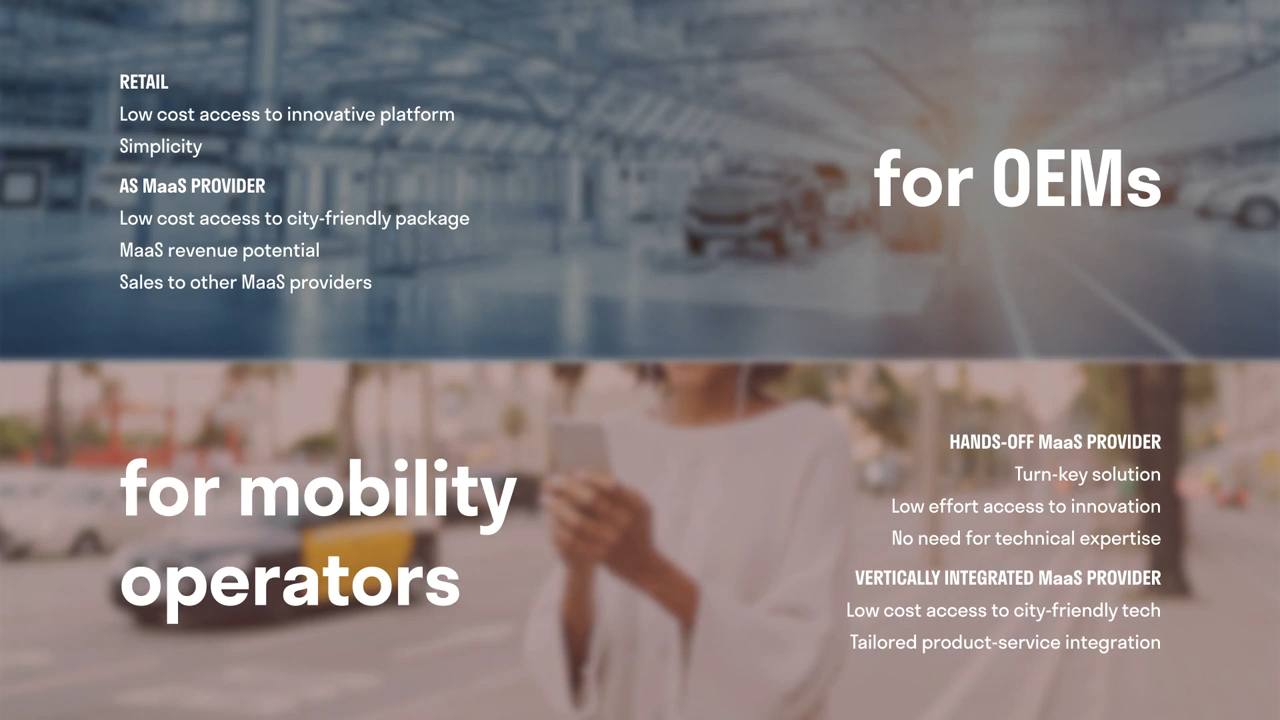 RETAIL
Low cost access to innovative platform
Simplicity
AS MaaS PROVIDER
Low cost access to city-friendly package
MaaS revenue potential
Sales to other MaaS providers
for OEMs
for mobility
operators
HANDS-OFF MaaS PROVIDER
Turn-key solution
Low effort access to innovation
No need for technical expertise
VERTICALLY INTEGRATED MaaS PROVIDER
Low cost access to city-friendly tech
Tailored product-service integration